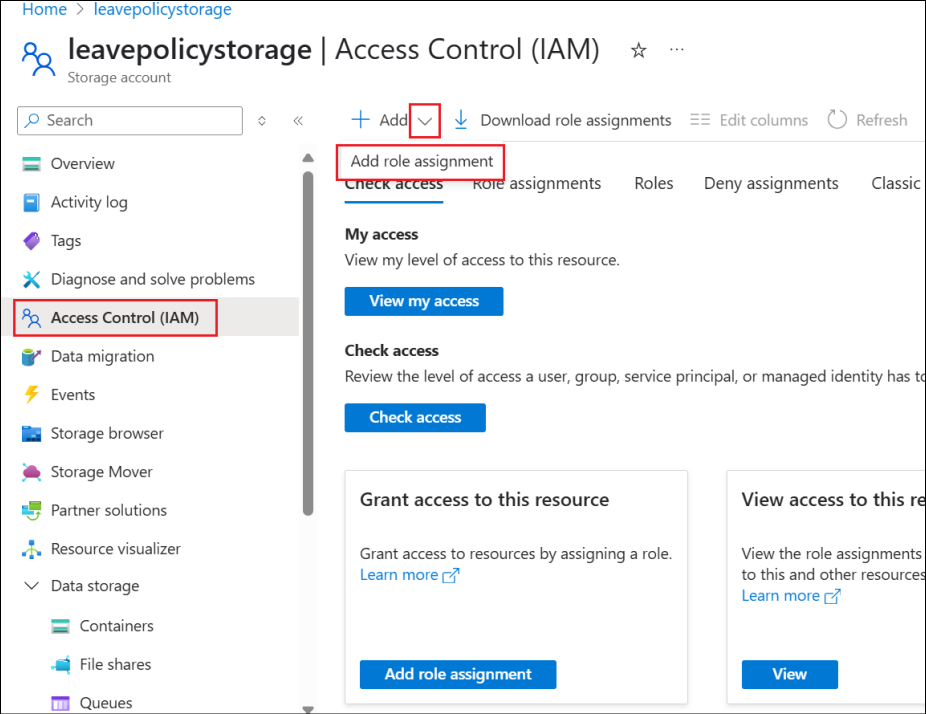 Home > leavepolicystorage
leavepolicystorage | Access Control (IAM)
Storage account
Search
Add
Download role assignments
Edit columns
Refresh
Add role assignment
Check access
Role assignments
Roles
Deny assignments
Classic
Overview
Activity log
Tags
Diagnose and solve problems
Access Control (IAM)
Data migration
Events
Storage browser
Storage Mover
Partner solutions
Resource visualizer
Data storage
Containers
File shares
Queues
My access
View my level of access to this resource.
View my access
Check access
Review the level of access a user, group, service principal, or managed identity has to
Check access
Grant access to this resource
Grant access to resources by assigning a role.
Learn more
Add role assignment
View access to this re
View the role assignments
to this and other resources
Learn more
View